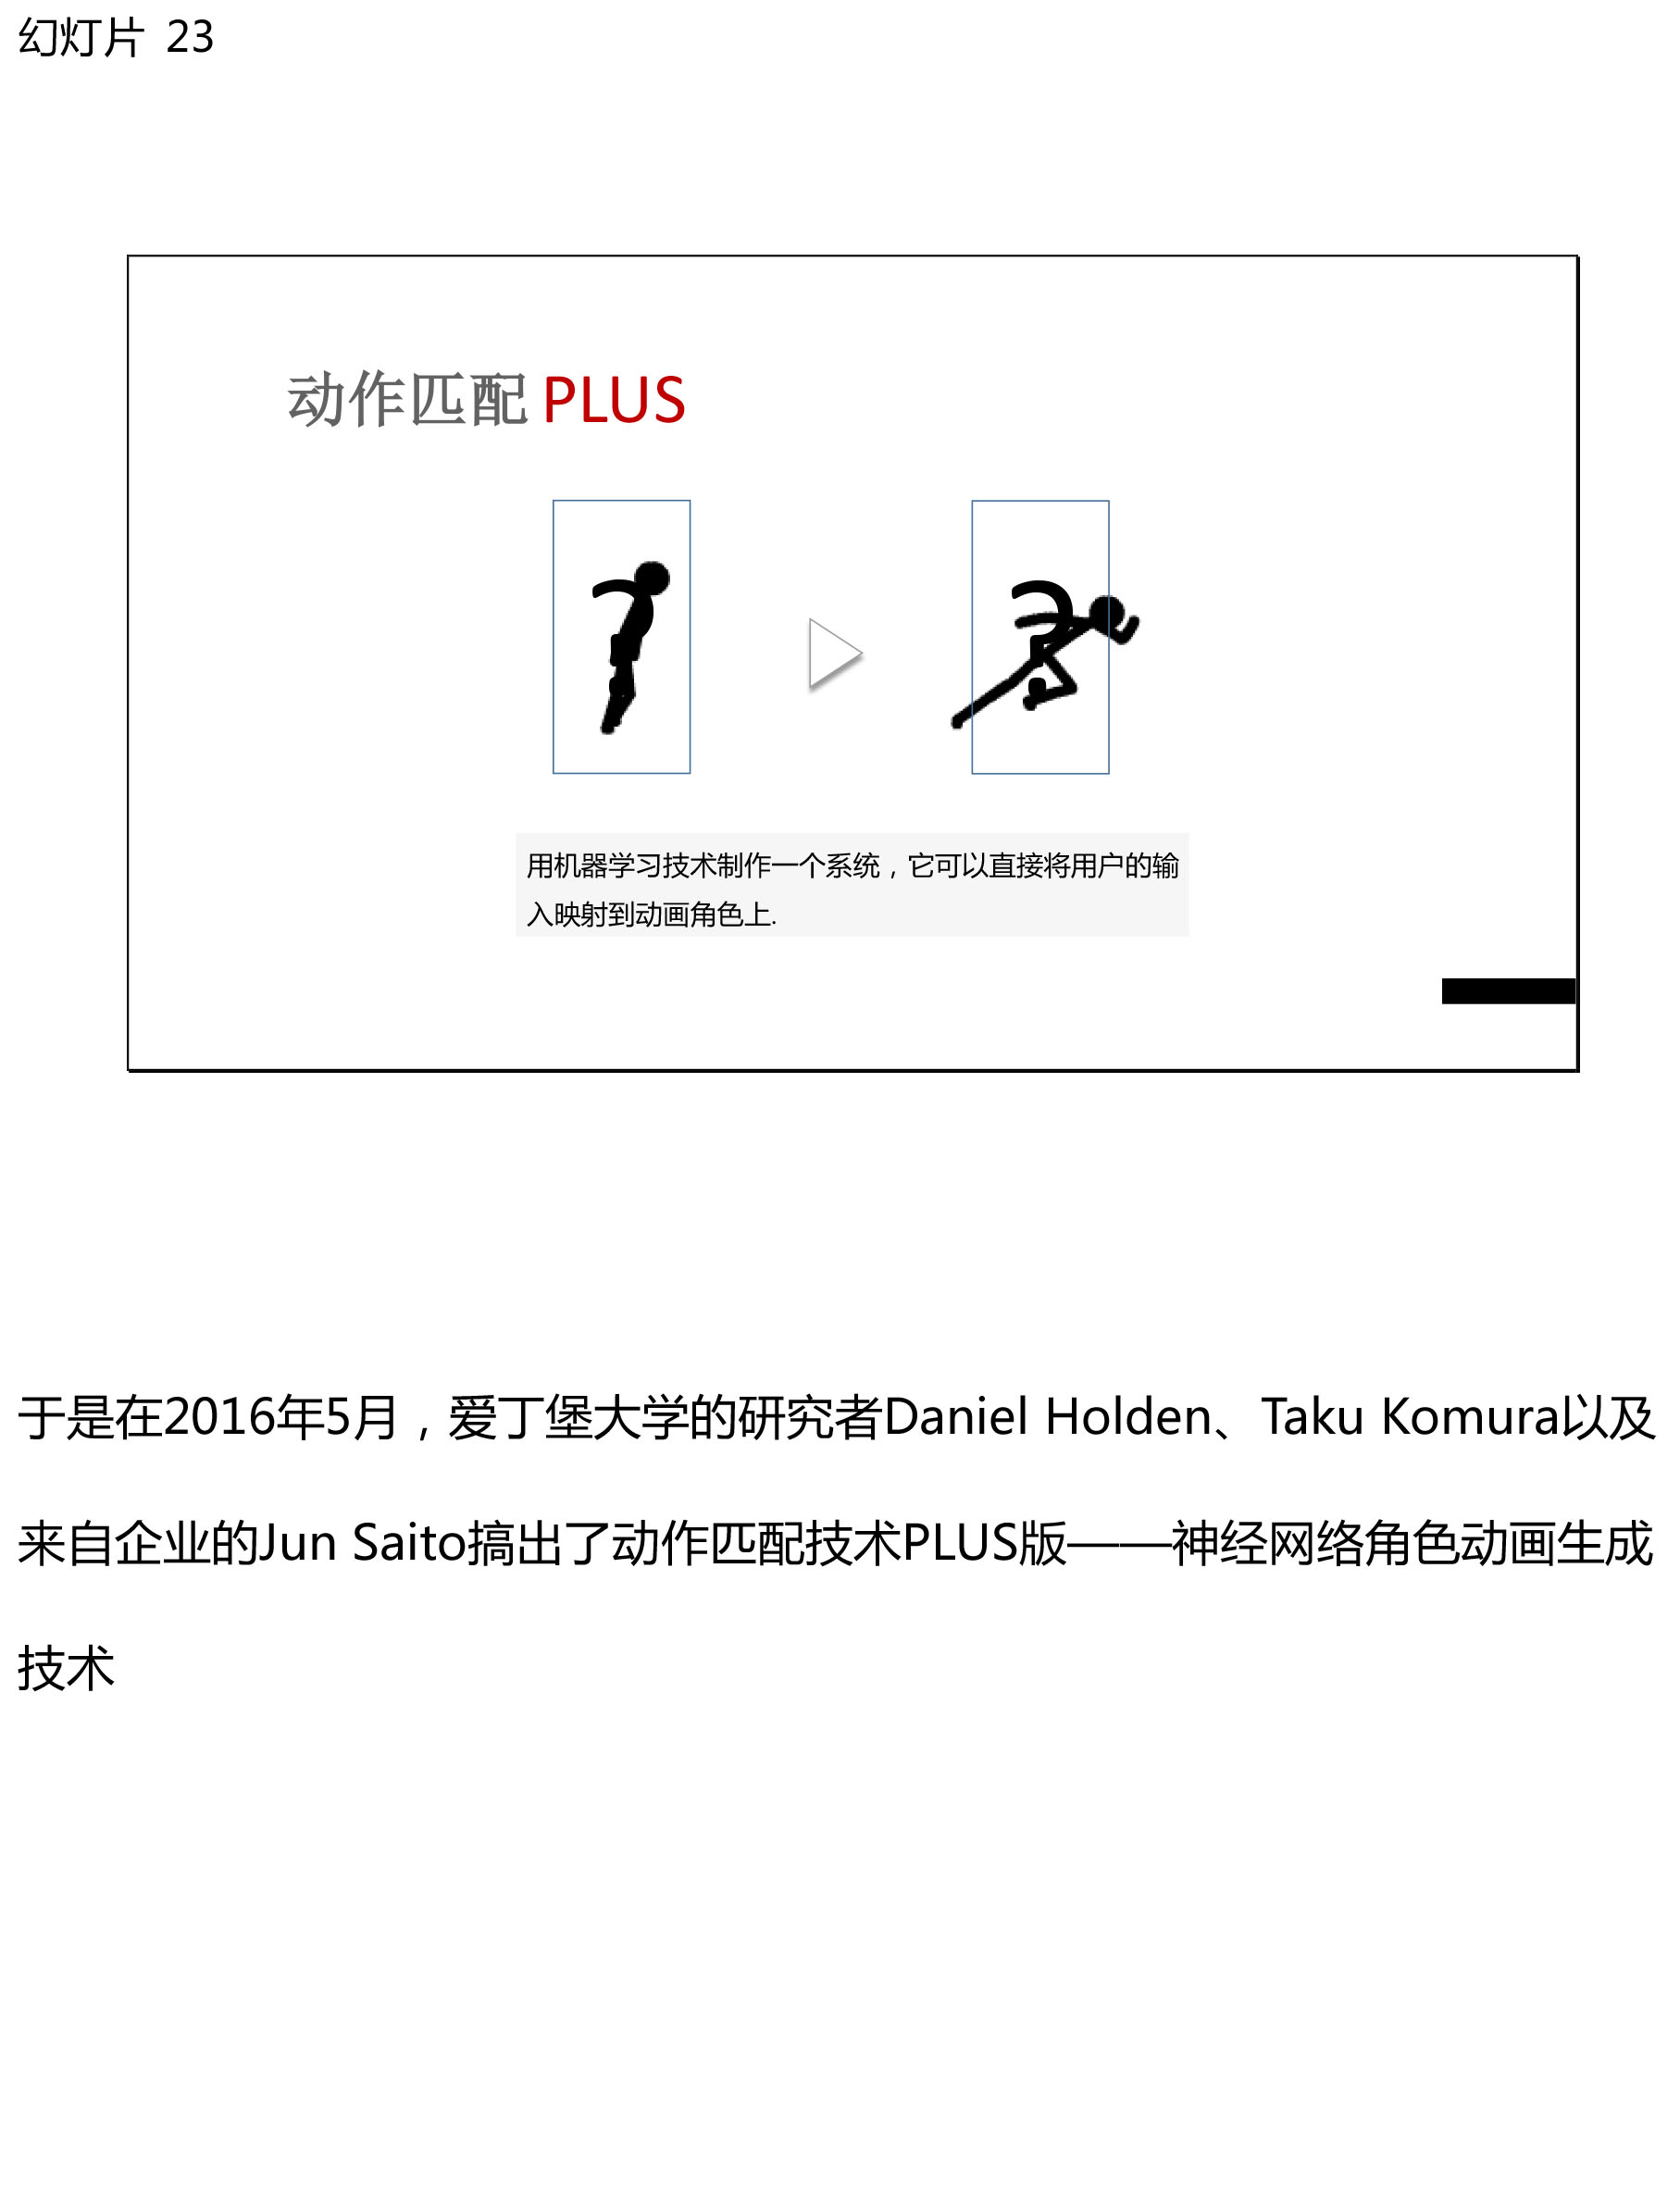 幻灯片 23
动作匹配 PLUS
?
?
用机器学习技术制作一个系统，它可以直接将用户的输
入映射到动画角色上.
于是在2016年5月，爱丁堡大学的研究者Daniel Holden、Taku Komura以及
来自企业的Jun Saito搞出了动作匹配技术PLUS版——神经网络角色动画生成
技术